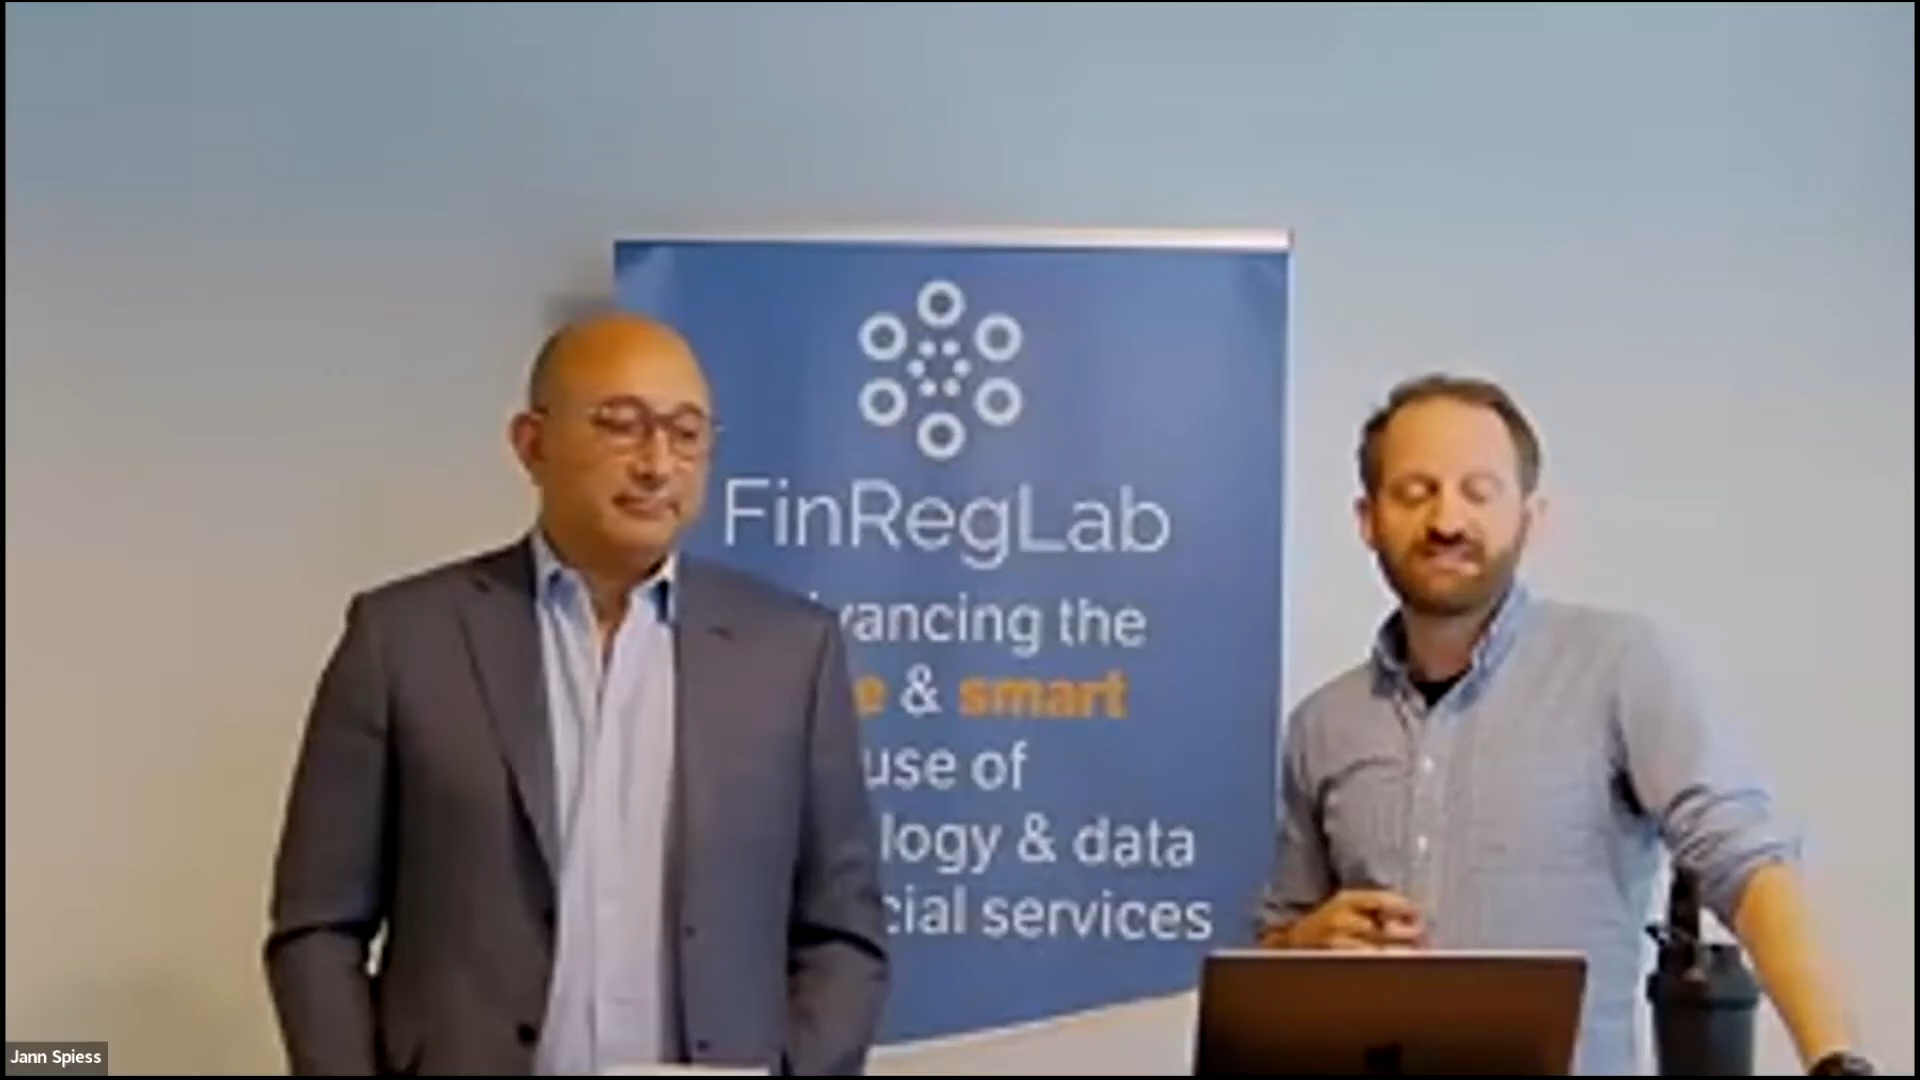 FinRegLab
vancing the
e & smart
use of
logy & data
cial services
Jann Spiess